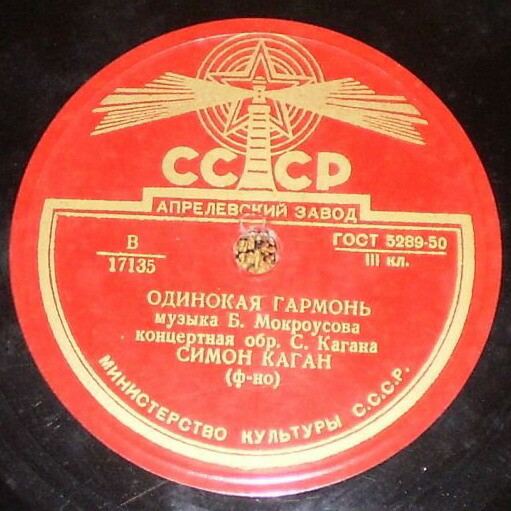 СССР
АПРЕЛЕВСКИЙ ЗАВОД
В
17135
ГОСТ 5289-50
III кл.
ОДИНОКАЯ ГАРМОНЬ
музыка Б. Мокроусова
концертная обр. С. Кагана
СИМОН КАГАН
(ф-но)
МИНИСТЕРСТВО КУЛЬТУРЫ С.С.С.Р.